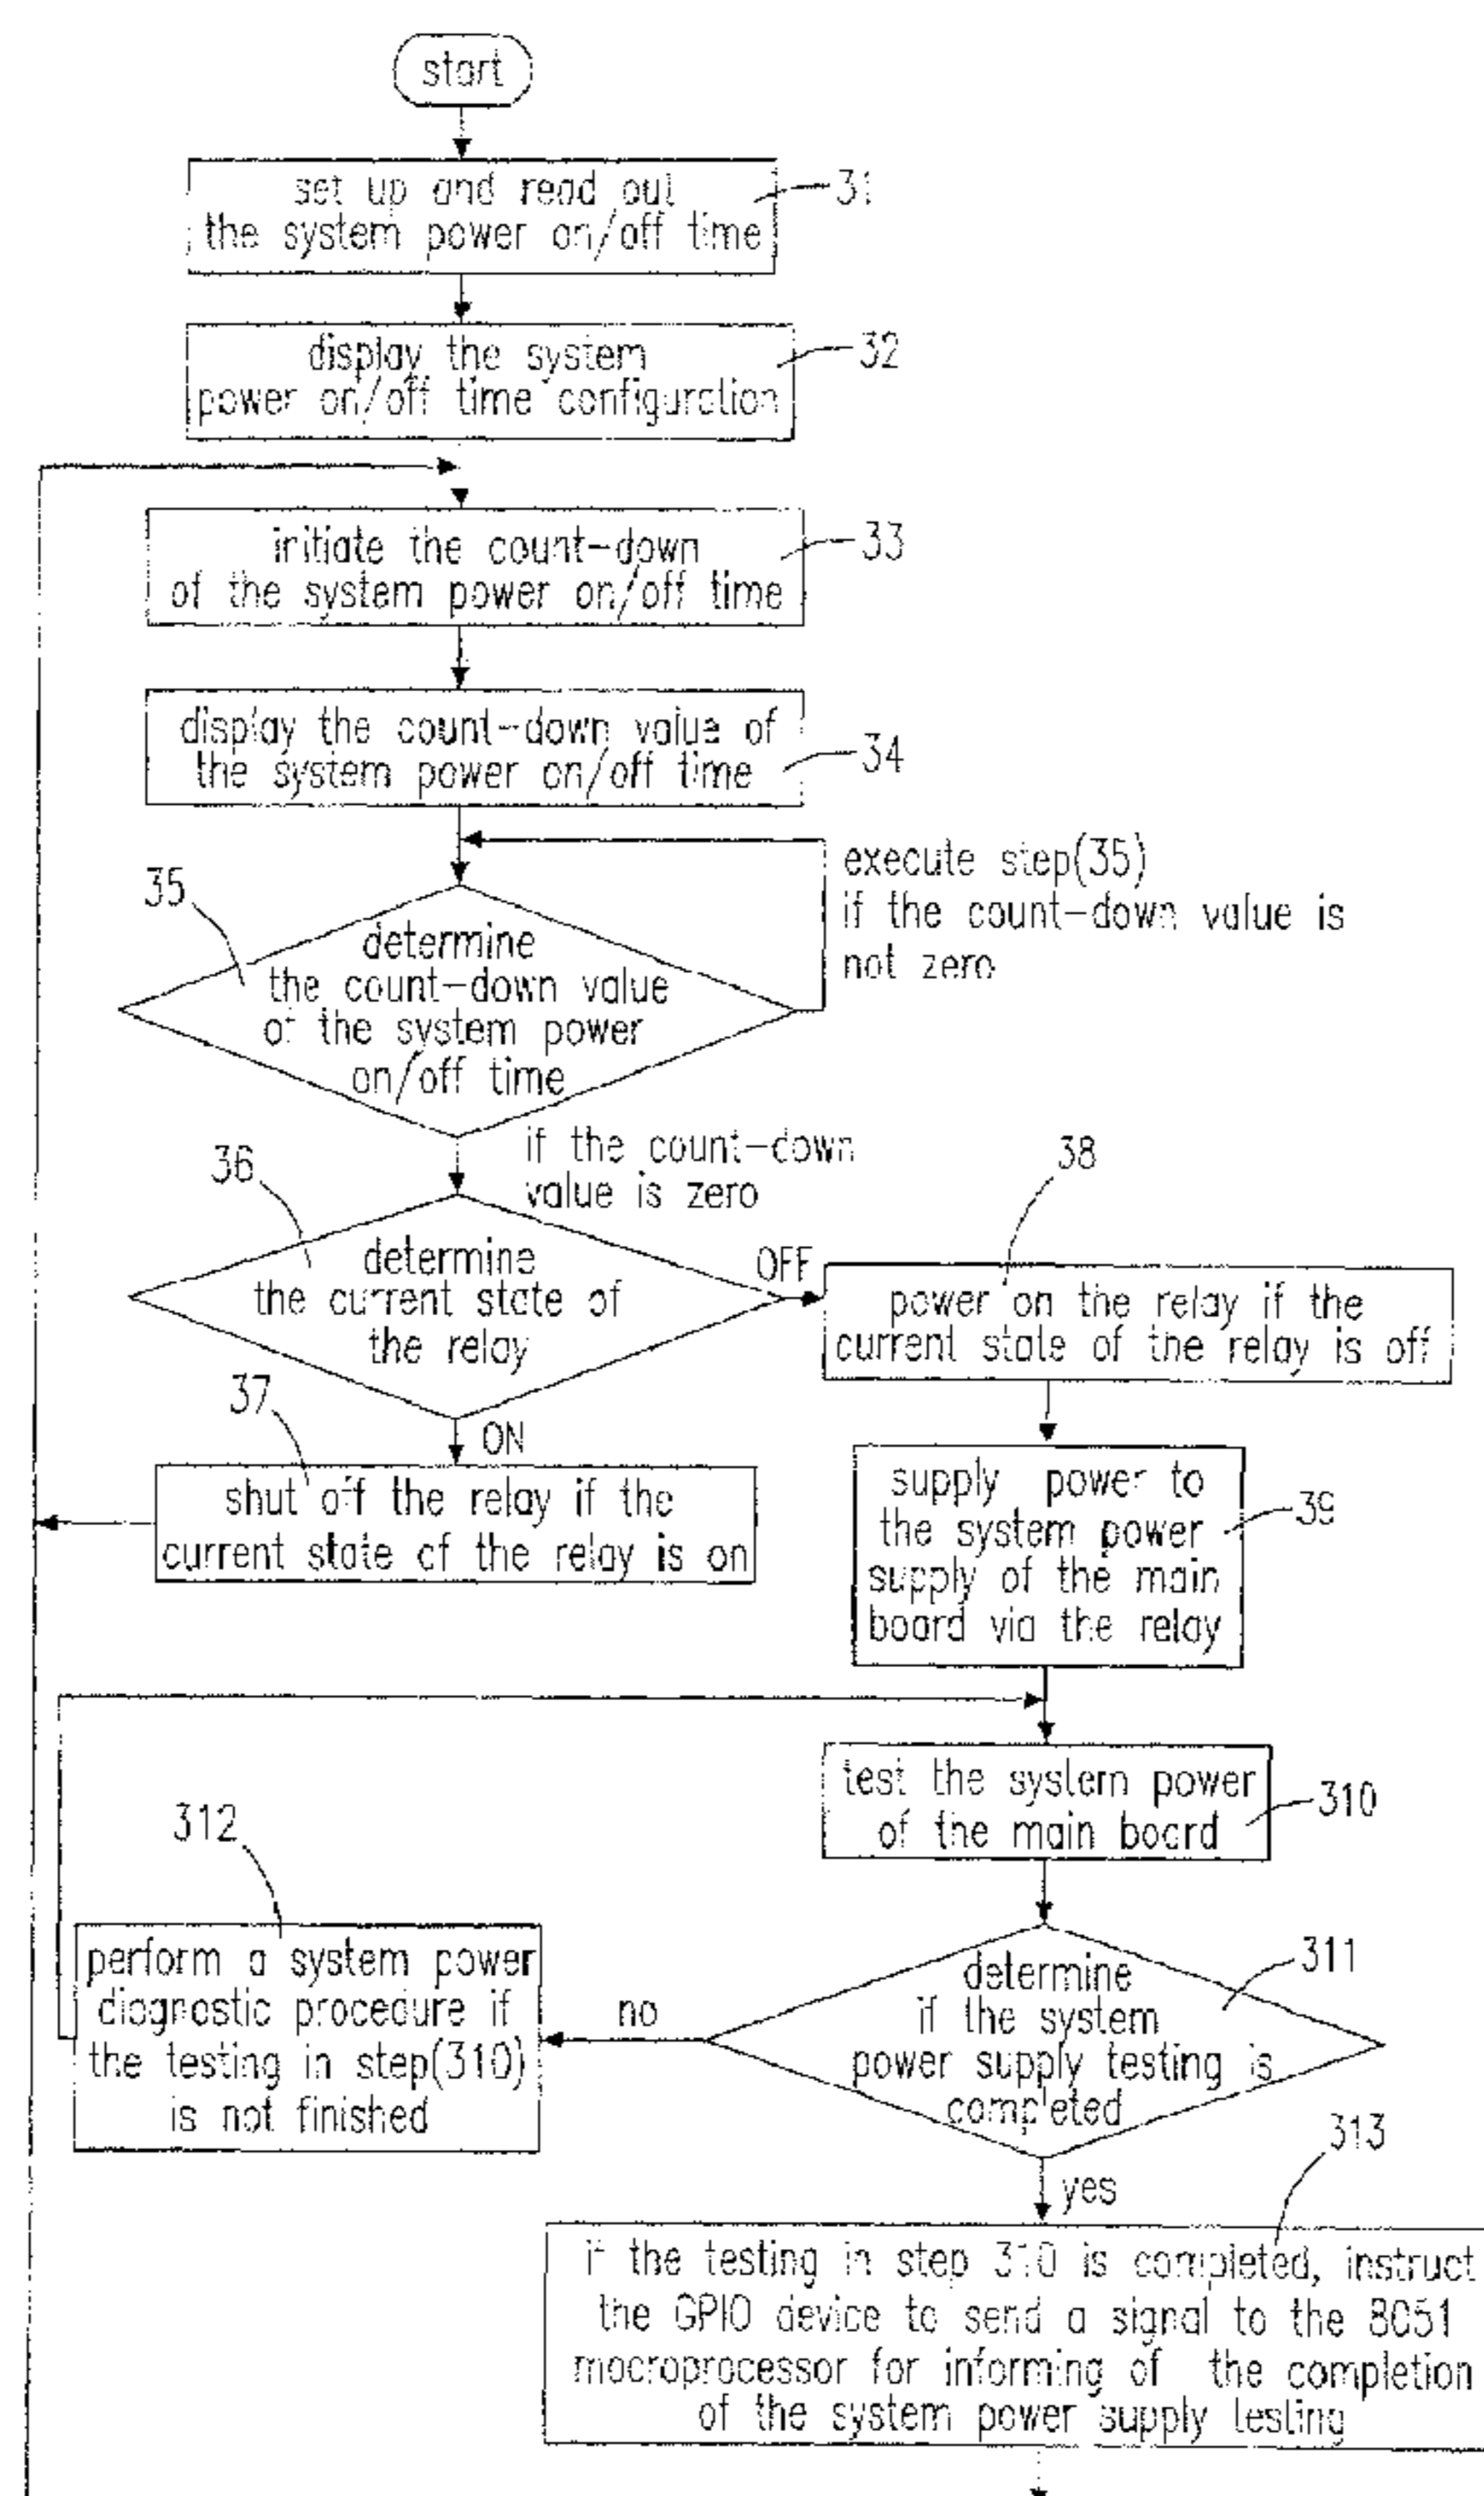 start
set up and read out
the system power on/off time
31
display the system
power on/off time configuration
32
initiate the count-down
of the system power on/off time
33
display the count-down value of
the system power on/off time
34
execute step(35)
if the count-down value is
not zero
35
determine
the count-down value
of the system power
on/off time
if the count-down
value is zero
36
determine
the current state of
the relay
OFF
38
power on the relay if the
current state of the relay is off
37
ON
shut off the relay if the
current state of the relay is on
supply power to
the system power
supply of the main
board via the relay
39
test the system power
of the main board
310
312
perform a system power
diagnostic procedure if
the testing in step(310)
is not finished
no
determine
if the system
power supply testing is
completed
311
yes
313
if the testing in step 310 is completed, instruct
the GPIO device to send a signal to the 8051
mocroprocessor for informing of the completion
of the system power supply testing